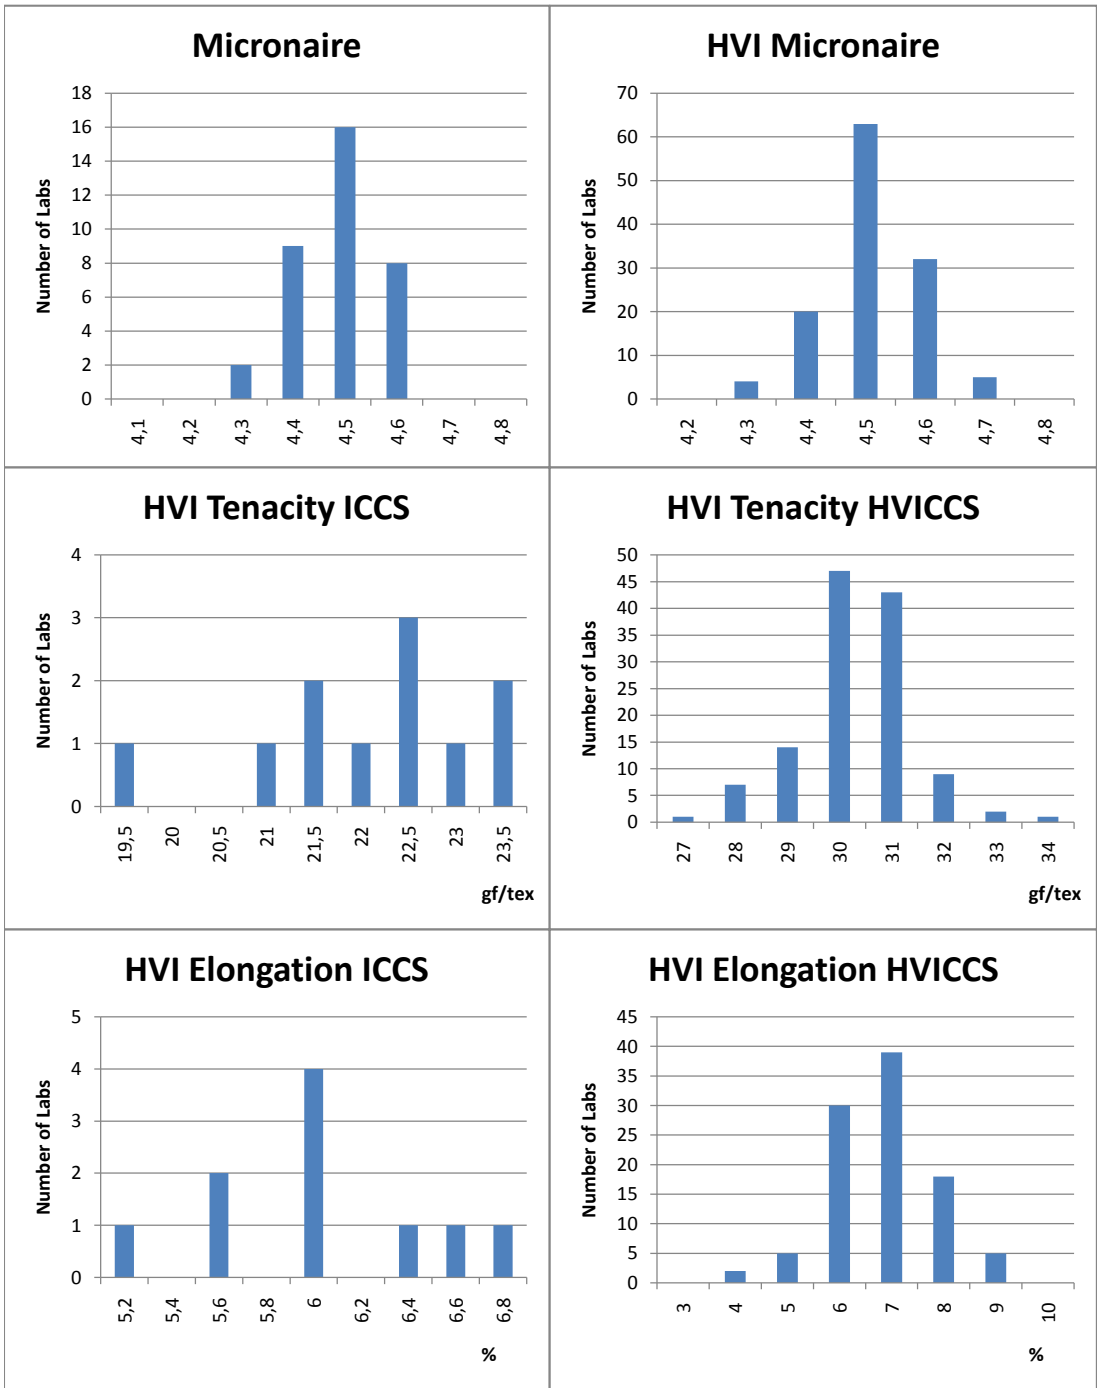 Micronaire
Number of Labs
18
16
14
12
10
8
6
4
2
0
4,1 4,2 4,3 4,4 4,5 4,6 4,7 4,8
HVI Micronaire
Number of Labs
70
60
50
40
30
20
10
0
4,2 4,3 4,4 4,5 4,6 4,7 4,8
HVI Tenacity ICCS
Number of Labs
4
3
2
1
0
19,5 20 20,5 21 21,5 22 22,5 23 23,5
gf/tex
HVI Tenacity HVICCS
Number of Labs
50
45
40
35
30
25
20
15
10
5
0
27 28 29 30 31 32 33 34
gf/tex
HVI Elongation ICCS
Number of Labs
5
4
3
2
1
0
5,2 5,4 5,6 5,8 6 6,2 6,4 6,6 6,8
%
HVI Elongation HVICCS
Number of Labs
45
40
35
30
25
20
15
10
5
0
3 4 5 6 7 8 9 10
%